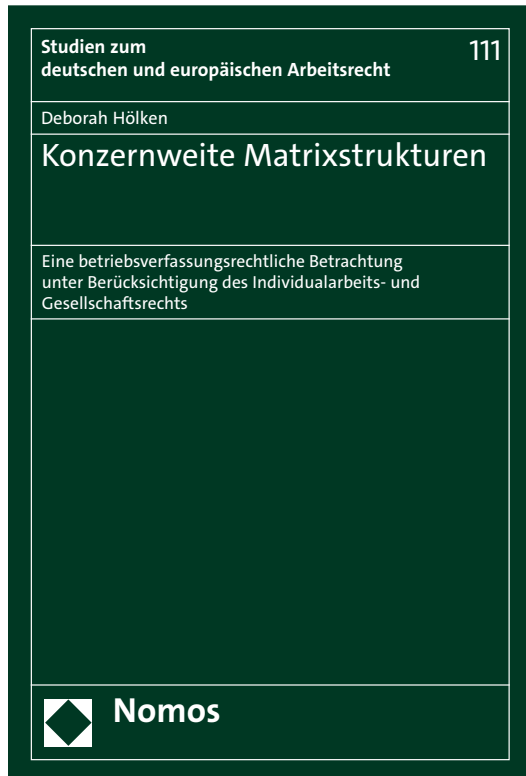 Studien zum
deutschen und europäischen Arbeitsrecht
111
Deborah Hölken
Konzernweite Matrixstrukturen
Eine betriebsverfassungsrechtliche Betrachtung
unter Berücksichtigung des Individualarbeits- und
Gesellschaftsrechts
Nomos